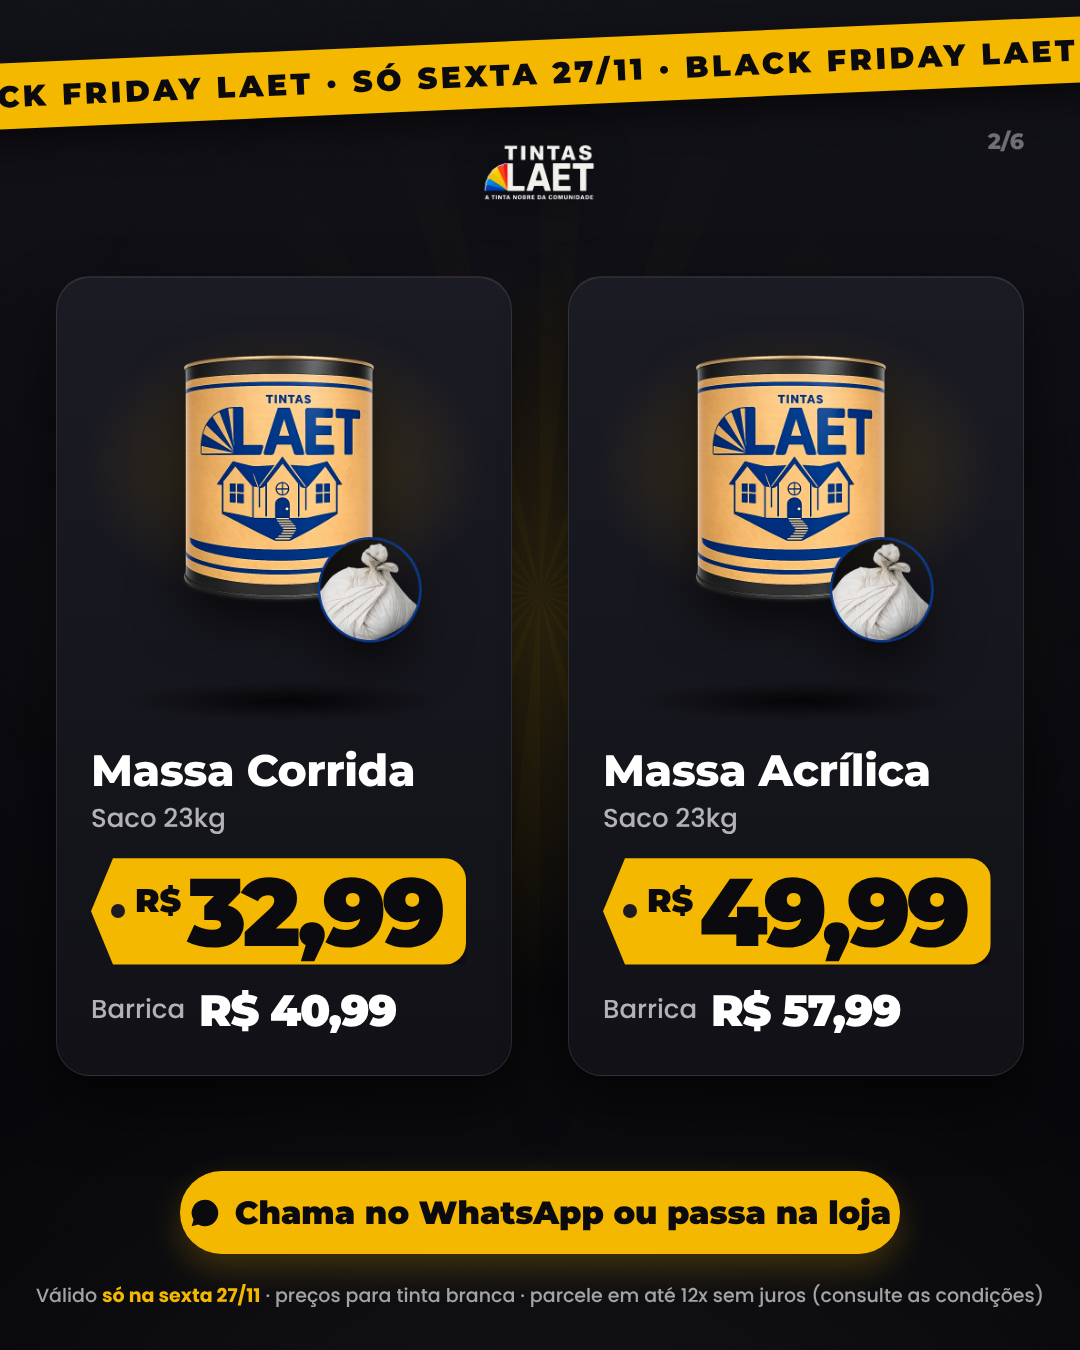 CK FRIDAY LAET · SÓ SEXTA 27/11 · BLACK FRIDAY LAET
2/6
TINTAS
LAET
A TINTA NOBRE DA COMUNIDADE
TINTAS
LAET
TINTAS
LAET
Massa Corrida
Saco 23kg
R$ 32,99
Barrica R$ 40,99
Massa Acrílica
Saco 23kg
R$ 49,99
Barrica R$ 57,99
Chama no WhatsApp ou passa na loja
Válido só na sexta 27/11 · preços para tinta branca · parcele em até 12x sem juros (consulte as condições)